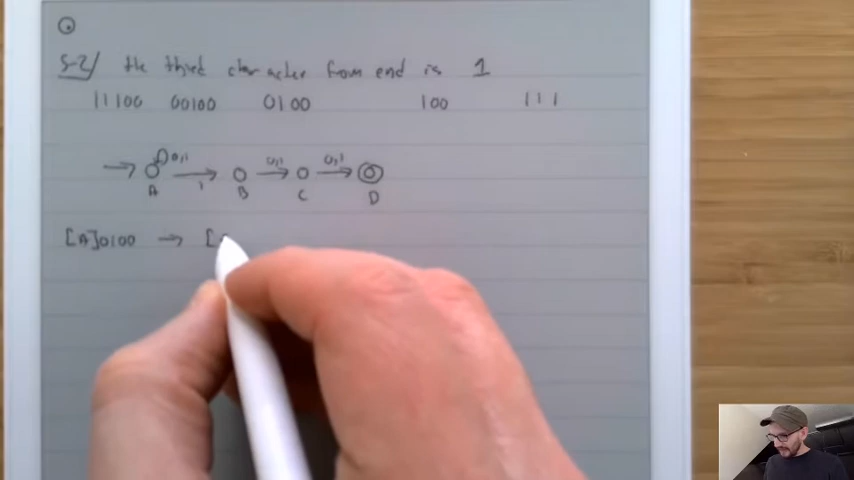 5-2/ the third character from end is 1
11100 00100 0100 100 111
0,1 0,1 0,1
1
A B C D
[A]0100 → [